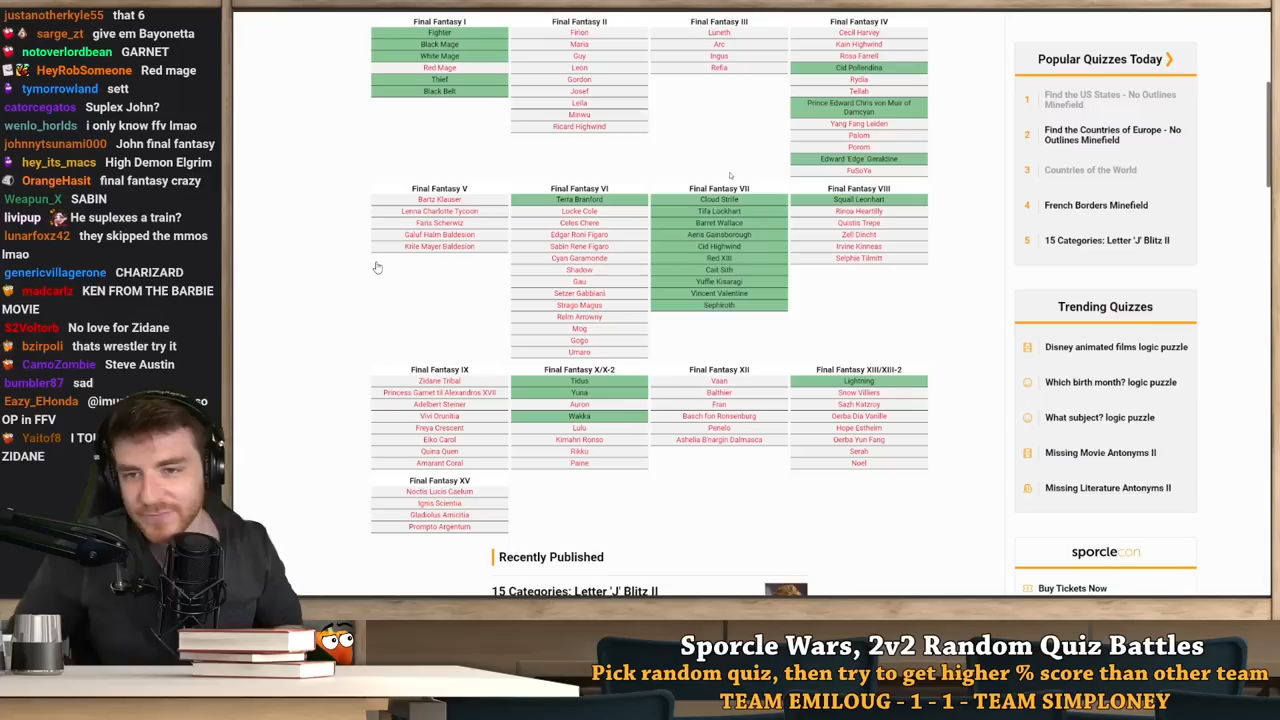 justanotherkyle55 that 6
sarge_zt give em Bayonetta
notoverlordbean GARNET
HeyRobSomeone Red mage
tymorrowland sett
catorcegatos Suplex John?
wenlo_horlds i only know vii lmao
johnnytsunami000 John final fantasy
hey_its_macs High Demon Elgrim
OrangeHasit final fantasy crazy
Weapun_X SABIN
livipup He suplexes a train?
lunarfoxz42 they skipped immos
lmao
genericvillagerone CHARIZARD
madcarlz KEN FROM THE BARBIE
MOVIE
S2Voltorb No love for Zidane
bzirpoli thats wrestler try it
CamoZombie Steve Austin
bumbler87 sad
Eazy_EHonda
OP in FFV
Yaitof8
ZIDANE
Final Fantasy I
Fighter
Black Mage
White Mage
Red Mage
Thief
Black Belt
Final Fantasy II
Firion
Maria
Guy
Leon
Gordon
Josef
Leila
Minwu
Ricard Highwind
Final Fantasy III
Luneth
Arc
Ingus
Refia
Final Fantasy IV
Cecil Harvey
Kain Highwind
Rosa Farrell
Cid Pollendina
Rydia
Tellah
Prince Edward Chris von Muir of
Damcyan
Yang Fang Leiden
Palom
Porom
Edward 'Edge' Geraldine
FuSoYa
Final Fantasy V
Bartz Klauser
Lenna Charlotte Tycoon
Faris Scherwiz
Galuf Halm Baldesion
Krile Mayer Baldesion
Final Fantasy VI
Terra Branford
Locke Cole
Celes Chere
Edgar Roni Figaro
Sabin Rene Figaro
Cyan Garamonde
Shadow
Gau
Setzer Gabbiani
Strago Magus
Relm Arrowny
Mog
Gogo
Umaro
Final Fantasy VII
Cloud Strife
Tifa Lockhart
Barret Wallace
Aeris Gainsborough
Cid Highwind
Red XIII
Cait Sith
Yuffie Kisaragi
Vincent Valentine
Sephiroth
Final Fantasy VIII
Squall Leonhart
Rinoa Heartilly
Quistis Trepe
Zell Dincht
Irvine Kinneas
Selphie Tilmitt
Final Fantasy IX
Zidane Tribal
Princess Garnet til Alexandros XVII
Adelbert Steiner
Vivi Orunitia
Freya Crescent
Eiko Carol
Quina Quen
Amarant Coral
Final Fantasy X/X-2
Tidus
Yuna
Auron
Wakka
Lulu
Kimahri Ronso
Rikku
Paine
Final Fantasy XII
Vaan
Balthier
Fran
Basch fon Ronsenburg
Penelo
Ashelia B'nargin Dalmasca
Final Fantasy XIII/XIII-2
Lightning
Snow Villiers
Sazh Katzroy
Oerba Dia Vanille
Hope Estheim
Oerba Yun Fang
Serah
Noel
Final Fantasy XV
Noctis Lucis Caelum
Ignis Scientia
Gladiolus Amicitia
Prompto Argentum
Recently Published
15 Categories: Letter 'J' Blitz II
Popular Quizzes Today
1 Find the US States - No Outlines
Minefield
2 Find the Countries of Europe - No
Outlines Minefield
3 Countries of the World
4 French Borders Minefield
5 15 Categories: Letter 'J' Blitz II
Trending Quizzes
Disney animated films logic puzzle
Which birth month? logic puzzle
What subject? logic puzzle
Missing Movie Antonyms II
Missing Literature Antonyms II
sporclecon
Buy Tickets Now
Sporcle Wars, 2v2 Random Quiz Battles
Pick random quiz, then try to get higher % score than other team
TEAM EMILOUG - 1 - 1 - TEAM SIMPLONEY